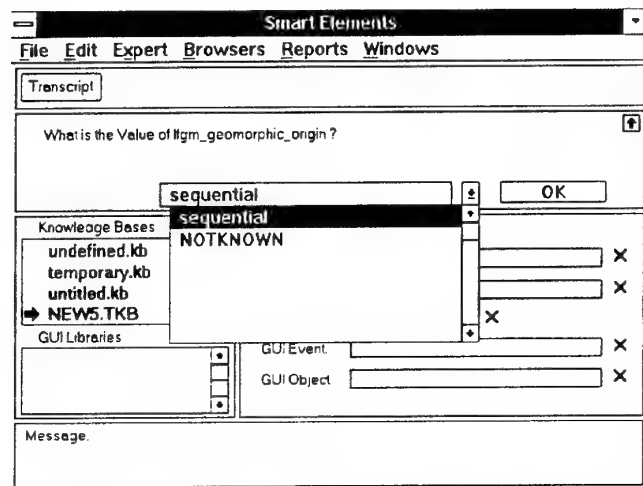 Smart Elements
File Edit Expert Browsers Reports Windows
Transcript
What is the Value of ltgm_geomorphic_origin ?
sequential
OK
sequential
NOTKNOWN
Knowledge Bases
undefined.kb
temporary.kb
untitled.kb
NEW5.TKB
GUI Libraries
GUI Event.
GUI Object
Message.